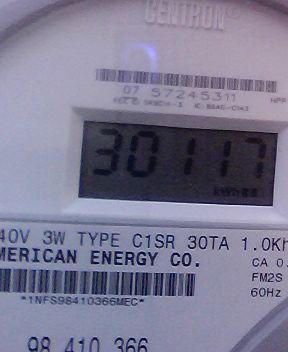 CENTRON
07 57245311
30117
kWh
40V 3W TYPE C1SR 30TA 1.0Kh
MERICAN ENERGY CO.
CA 0.
FM2S
60Hz
*1NFS98410366MEC*
98 410 366